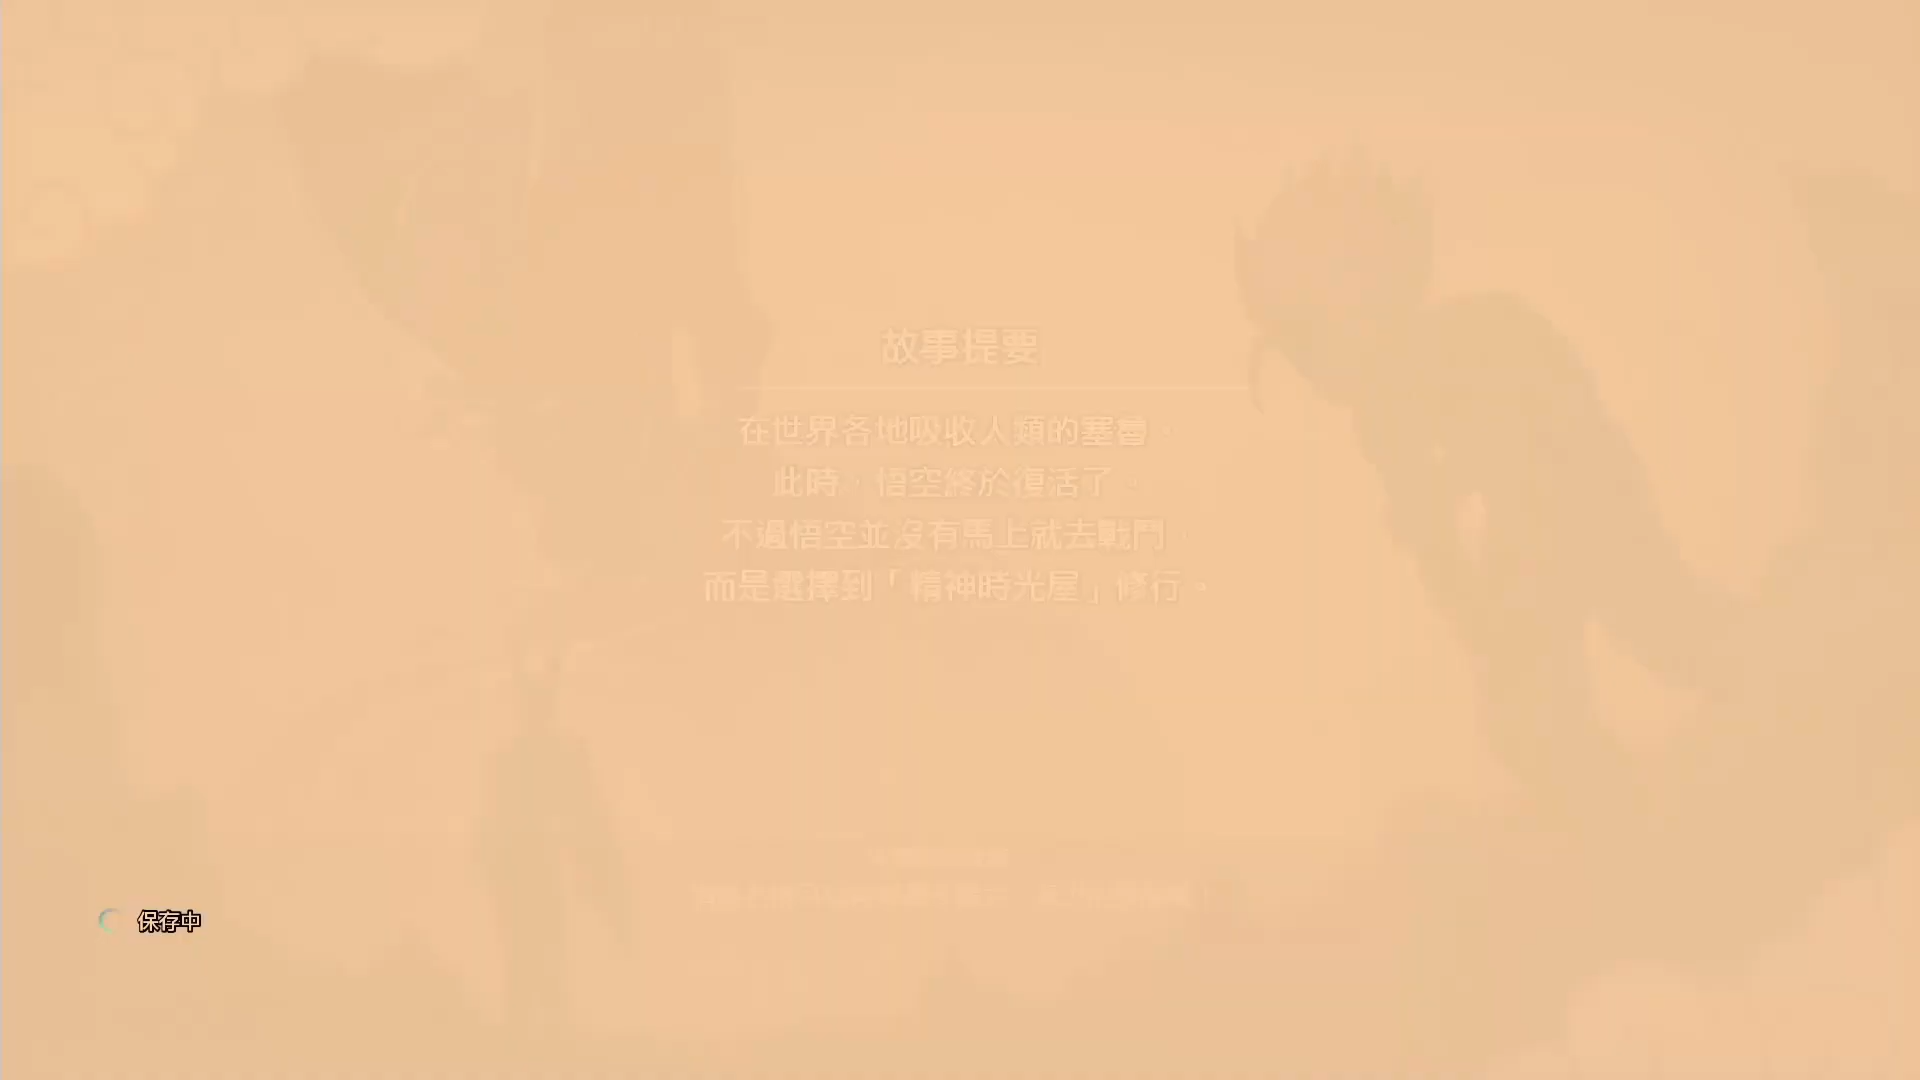 故事提要
在世界各地吸收人類的塞魯，
此時，悟空終於復活了。
不過悟空並沒有馬上就去戰鬥，
而是選擇到「精神時光屋」修行。
保存中